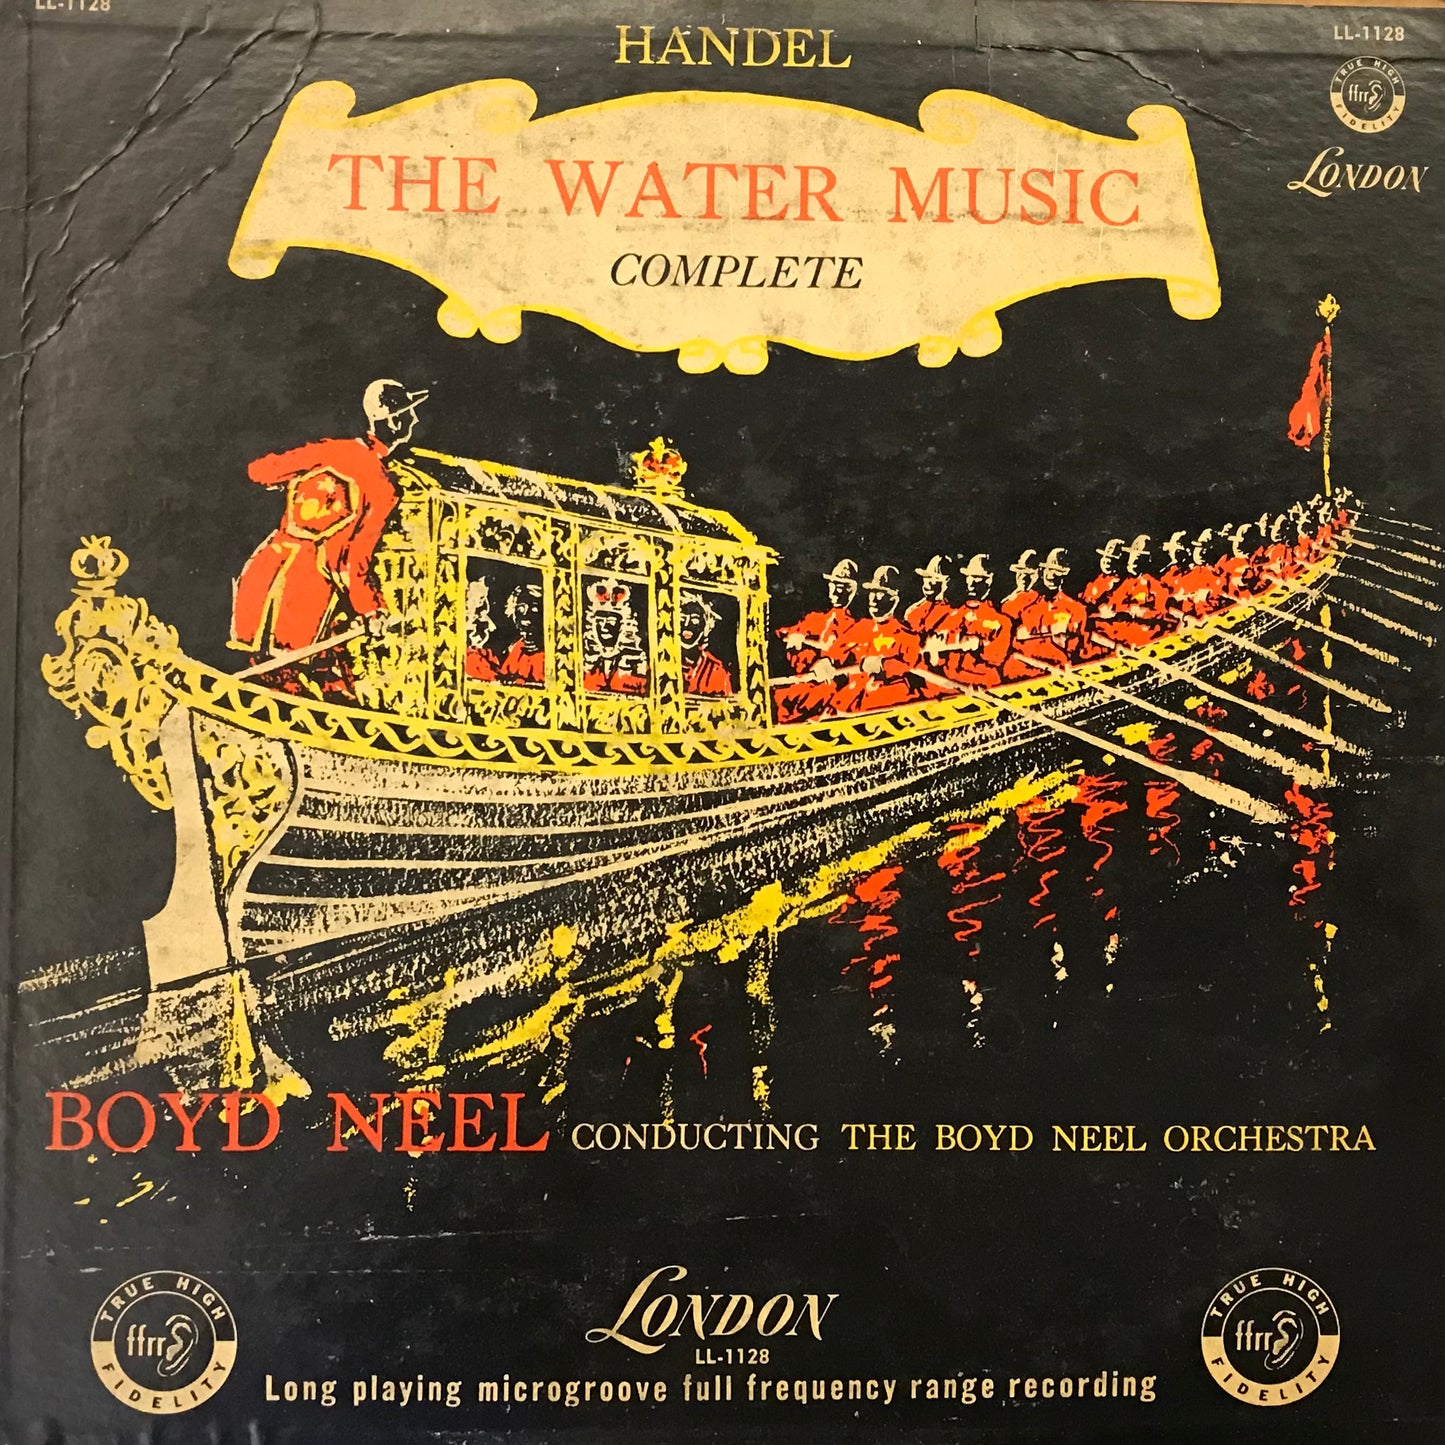 LL-1128
HANDEL
LL-1128
TRUE HIGH
ffrr
FIDELITY
LONDON
THE WATER MUSIC
COMPLETE
BOYD NEEL CONDUCTING THE BOYD NEEL ORCHESTRA
TRUE HIGH
ffrr
FIDELITY
LONDON
LL-1128
Long playing microgroove full frequency range recording
TRUE HIGH
ffrr
FIDELITY